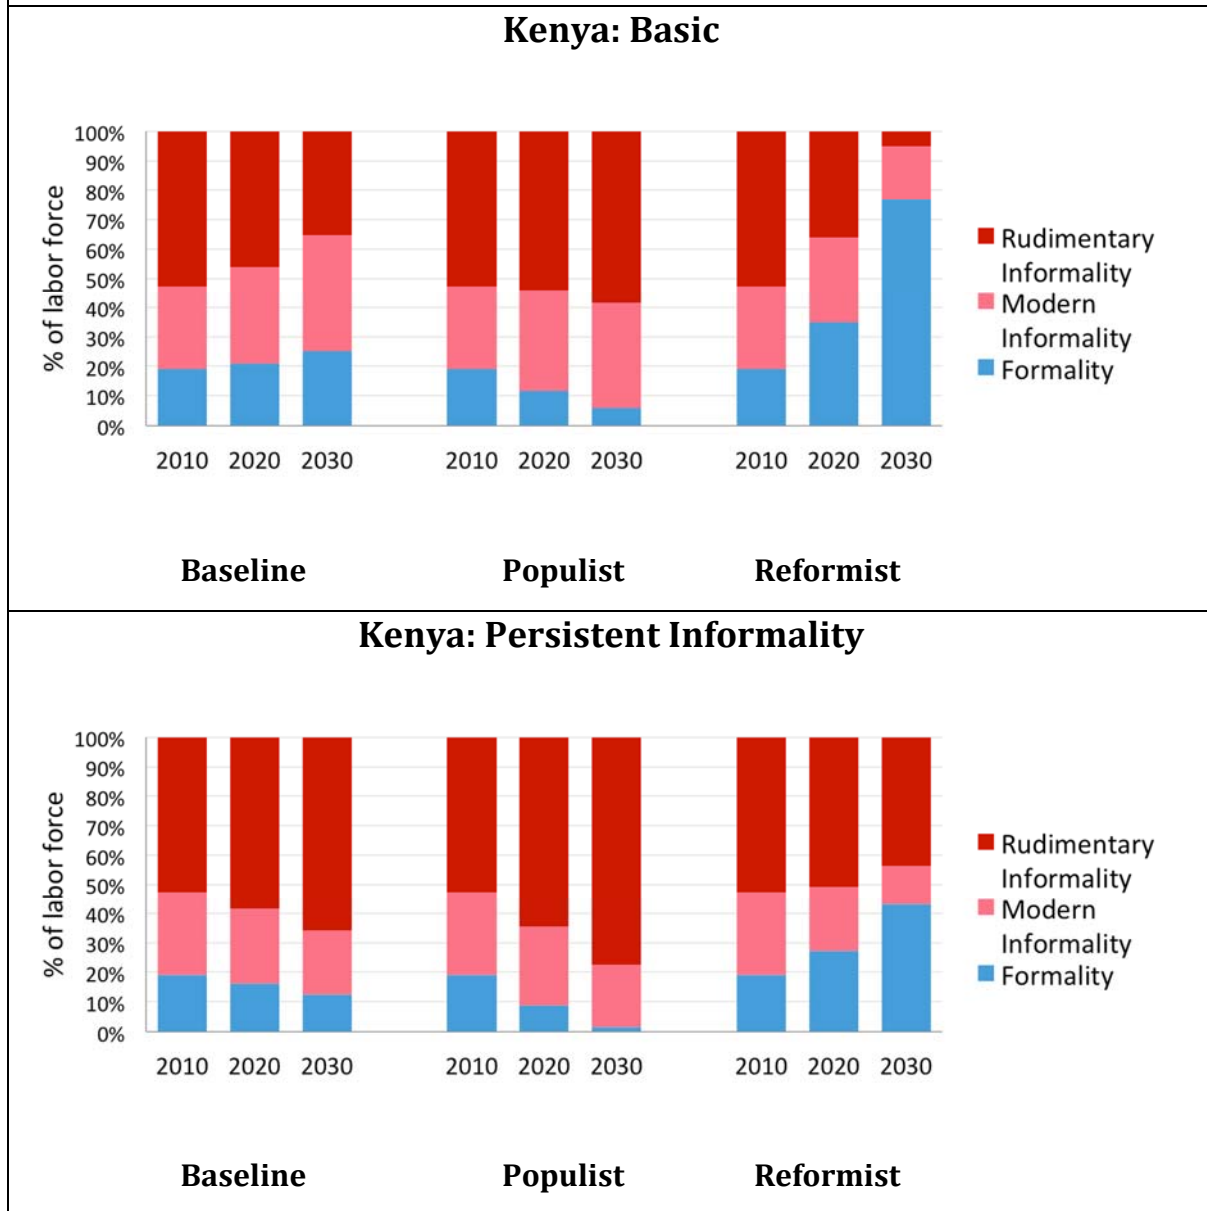 Kenya: Basic
100%
90%
80%
70%
60%
50%
40%
30%
20%
10%
0%
% of labor force
2010 2020 2030 2010 2020 2030 2010 2020 2030
Rudimentary
Informality
Modern
Informality
Formality
Baseline Populist Reformist
Kenya: Persistent Informality
100%
90%
80%
70%
60%
50%
40%
30%
20%
10%
0%
% of labor force
2010 2020 2030 2010 2020 2030 2010 2020 2030
Rudimentary
Informality
Modern
Informality
Formality
Baseline Populist Reformist